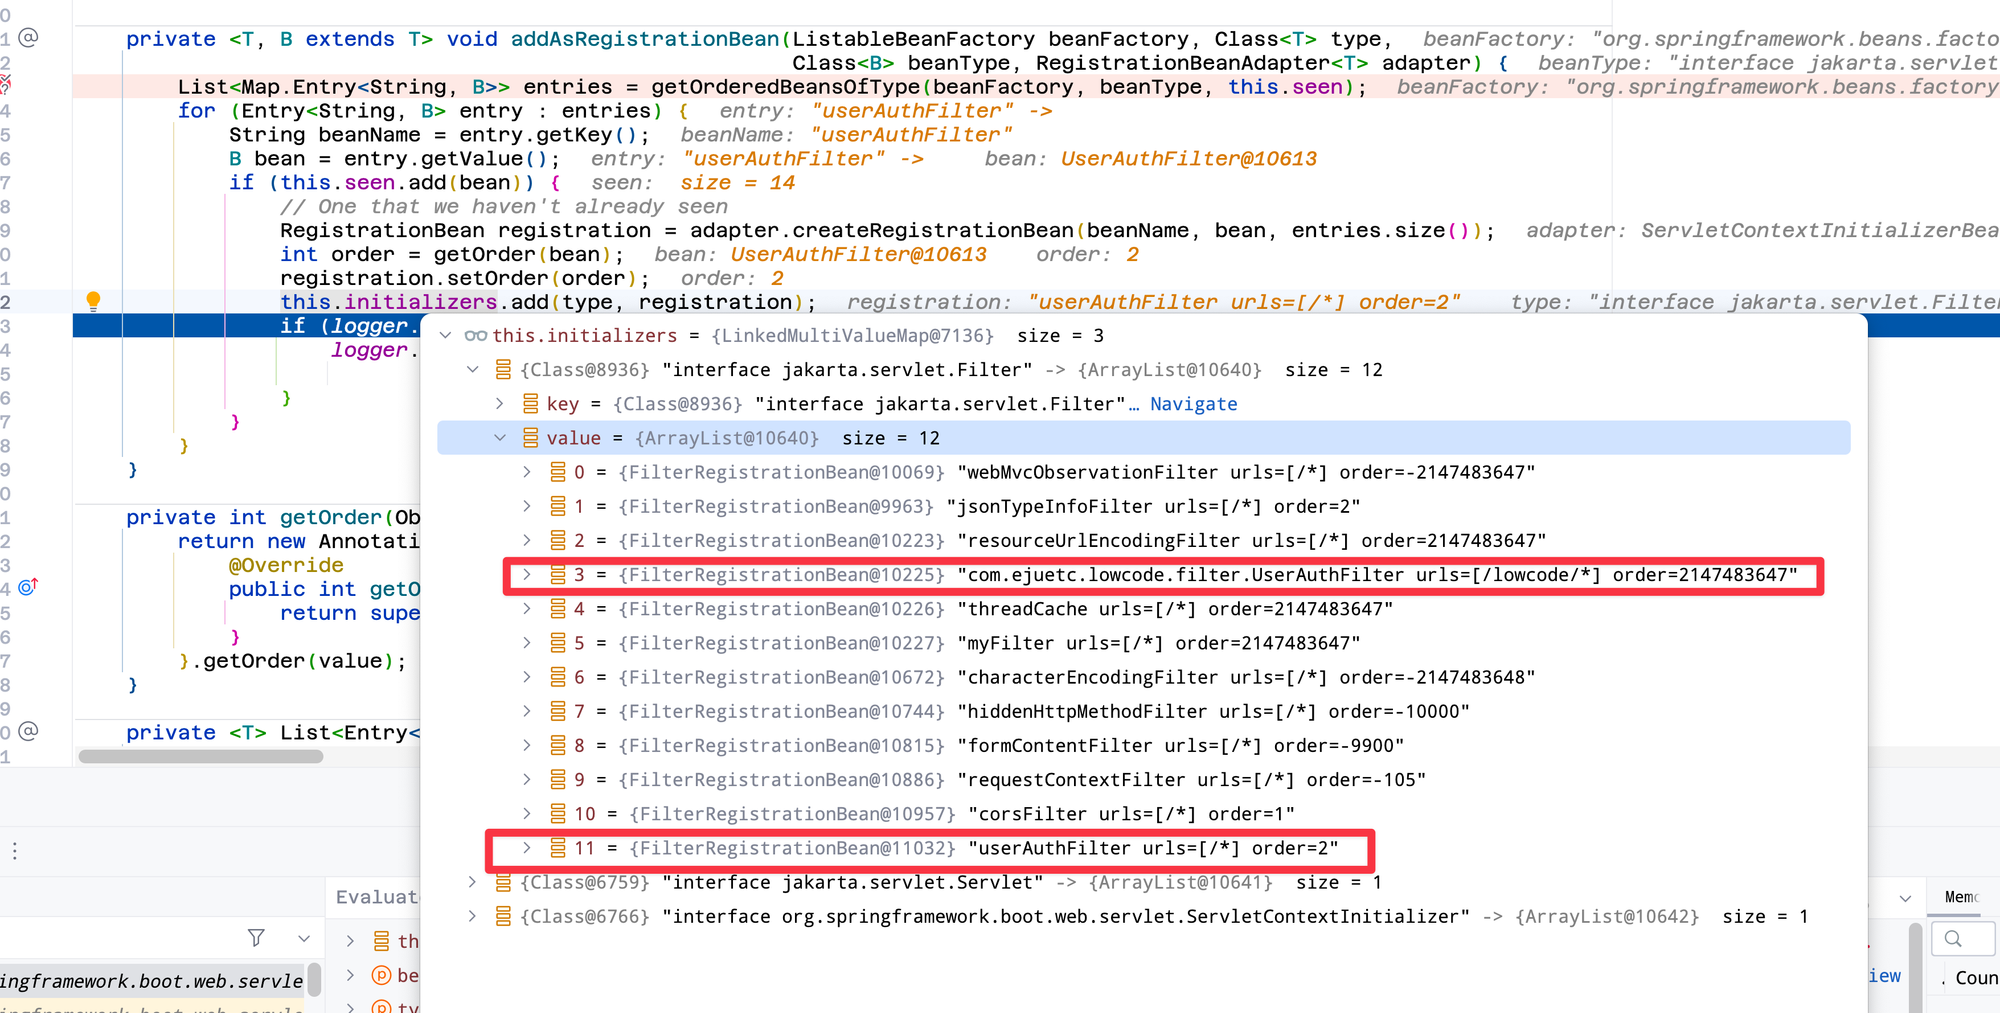 0
1 @ private <T, B extends T> void addAsRegistrationBean(ListableBeanFactory beanFactory, Class<T> type, beanFactory: "org.springframework.beans.facto
2 Class<B> beanType, RegistrationBeanAdapter<T> adapter) { beanType: "interface jakarta.servlet
List<Map.Entry<String, B>> entries = getOrderedBeansOfType(beanFactory, beanType, this.seen); beanFactory: "org.springframework.beans.factory
4 for (Entry<String, B> entry : entries) { entry: "userAuthFilter" ->
5 String beanName = entry.getKey(); beanName: "userAuthFilter"
6 B bean = entry.getValue(); entry: "userAuthFilter" -> bean: UserAuthFilter@10613
7 if (this.seen.add(bean)) { seen: size = 14
8 // One that we haven't already seen
9 RegistrationBean registration = adapter.createRegistrationBean(beanName, bean, entries.size()); adapter: ServletContextInitializerBea
0 int order = getOrder(bean); bean: UserAuthFilter@10613 order: 2
1 registration.setOrder(order); order: 2
2 this.initializers.add(type, registration); registration: "userAuthFilter urls=[/*] order=2" type: "interface jakarta.servlet.Filter
3 if (logger.
4 logger.
5
6 }
7 }
8 }
9 }
0
1 private int getOrder(Ob
2 return new Annotati
3 @Override
4 public int getO
5 return supe
6 }
7 }.getOrder(value);
8 }
9
0 @ private <T> List<Entry<
1
this.initializers = {LinkedMultiValueMap@7136} size = 3
{Class@8936} "interface jakarta.servlet.Filter" -> {ArrayList@10640} size = 12
key = {Class@8936} "interface jakarta.servlet.Filter"… Navigate
value = {ArrayList@10640} size = 12
0 = {FilterRegistrationBean@10069} "webMvcObservationFilter urls=[/*] order=-2147483647"
1 = {FilterRegistrationBean@9963} "jsonTypeInfoFilter urls=[/*] order=2"
2 = {FilterRegistrationBean@10223} "resourceUrlEncodingFilter urls=[/*] order=2147483647"
3 = {FilterRegistrationBean@10225} "com.ejuetc.lowcode.filter.UserAuthFilter urls=[/lowcode/*] order=2147483647"
4 = {FilterRegistrationBean@10226} "threadCache urls=[/*] order=2147483647"
5 = {FilterRegistrationBean@10227} "myFilter urls=[/*] order=2147483647"
6 = {FilterRegistrationBean@10672} "characterEncodingFilter urls=[/*] order=-2147483648"
7 = {FilterRegistrationBean@10744} "hiddenHttpMethodFilter urls=[/*] order=-10000"
8 = {FilterRegistrationBean@10815} "formContentFilter urls=[/*] order=-9900"
9 = {FilterRegistrationBean@10886} "requestContextFilter urls=[/*] order=-105"
10 = {FilterRegistrationBean@10957} "corsFilter urls=[/*] order=1"
11 = {FilterRegistrationBean@11032} "userAuthFilter urls=[/*] order=2"
{Class@6759} "interface jakarta.servlet.Servlet" -> {ArrayList@10641} size = 1
{Class@6766} "interface org.springframework.boot.web.servlet.ServletContextInitializer" -> {ArrayList@10642} size = 1
Evaluat
Mem
th
ingframework.boot.web.servle
be
iew
Coun
ty